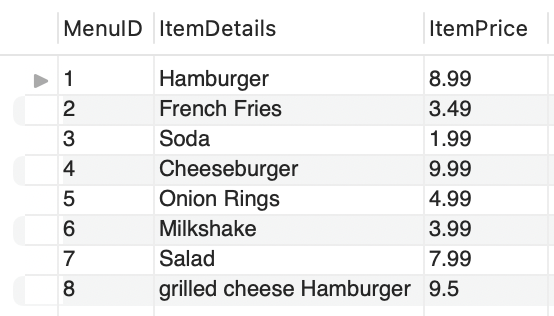 MenuID ItemDetails ItemPrice
1 Hamburger 8.99
2 French Fries 3.49
3 Soda 1.99
4 Cheeseburger 9.99
5 Onion Rings 4.99
6 Milkshake 3.99
7 Salad 7.99
8 grilled cheese Hamburger 9.5